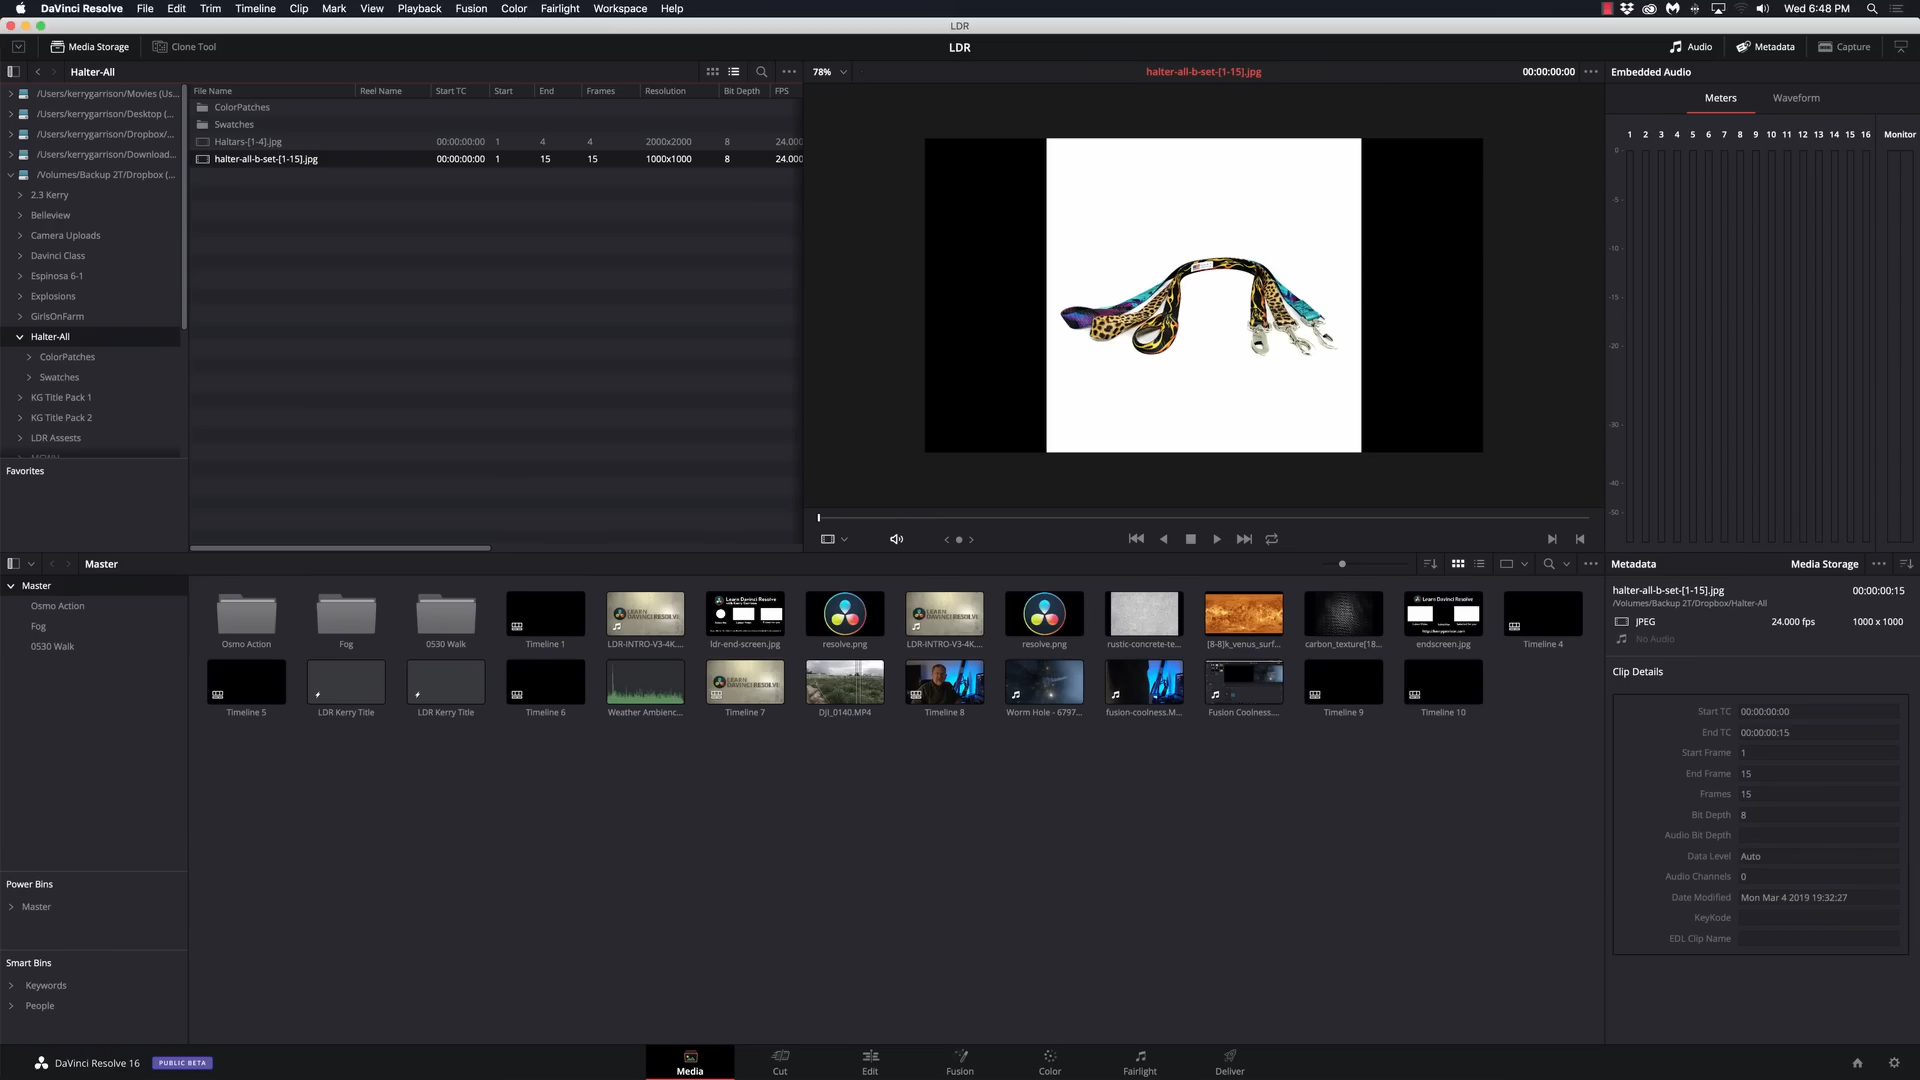 DaVinci Resolve File Edit Trim Timeline Clip Mark View Playback Fusion Color Fairlight Workspace Help Wed 6:48 PM
LDR
Media Storage Clone Tool LDR Audio Metadata Capture
Halter-All 78% halter-all-b-set-[1-15].jpg 00:00:00:00 Embedded Audio
File Name Reel Name Start TC Start End Frames Resolution Bit Depth FPS
/Users/kerrygarrison/Movies (Us...
/Users/kerrygarrison/Desktop (...
/Users/kerrygarrison/Dropbox/...
/Users/kerrygarrison/Download...
/Volumes/Backup 2T/Dropbox (...
2.3 Kerry
Belleview
Camera Uploads
Davinci Class
Espinosa 6-1
Explosions
GirlsOnFarm
Halter-All
ColorPatches
Swatches
KG Title Pack 1
KG Title Pack 2
LDR Assests
Favorites
ColorPatches
Swatches
Haltars-[1-4].jpg 00:00:00:00 1 4 4 2000x2000 8 24.000
halter-all-b-set-[1-15].jpg 00:00:00:00 1 15 15 1000x1000 8 24.000
Meters Waveform
1 2 3 4 5 6 7 8 9 10 11 12 13 14 15 16 Monitor
0
-5
-10
-15
-20
-30
-40
-50
Master
Master
Osmo Action
Fog
0530 Walk
Power Bins
Master
Smart Bins
Keywords
People
Osmo Action Fog 0530 Walk Timeline 1 LDR-INTRO-V3-4K.... ldr-end-screen.jpg resolve.png LDR-INTRO-V3-4K.... resolve.png rustic-concrete-te... [8-8]k_venus_surf... carbon_texture[18... endscreen.jpg Timeline 4
Timeline 5 LDR Kerry Title LDR Kerry Title Timeline 6 Weather Ambienc... Timeline 7 DJI_0140.MP4 Timeline 8 Worm Hole - 6797... fusion-coolness.M... Fusion Coolness.... Timeline 9 Timeline 10
Metadata Media Storage
halter-all-b-set-[1-15].jpg 00:00:00:15
/Volumes/Backup 2T/Dropbox/Halter-All
JPEG 24.000 fps 1000 x 1000
No Audio
Clip Details
Start TC 00:00:00:00
End TC 00:00:00:15
Start Frame 1
End Frame 15
Frames 15
Bit Depth 8
Audio Bit Depth
Data Level Auto
Audio Channels 0
Date Modified Mon Mar 4 2019 19:32:27
KeyKode
EDL Clip Name
DaVinci Resolve 16 PUBLIC BETA Media Cut Edit Fusion Color Fairlight Deliver